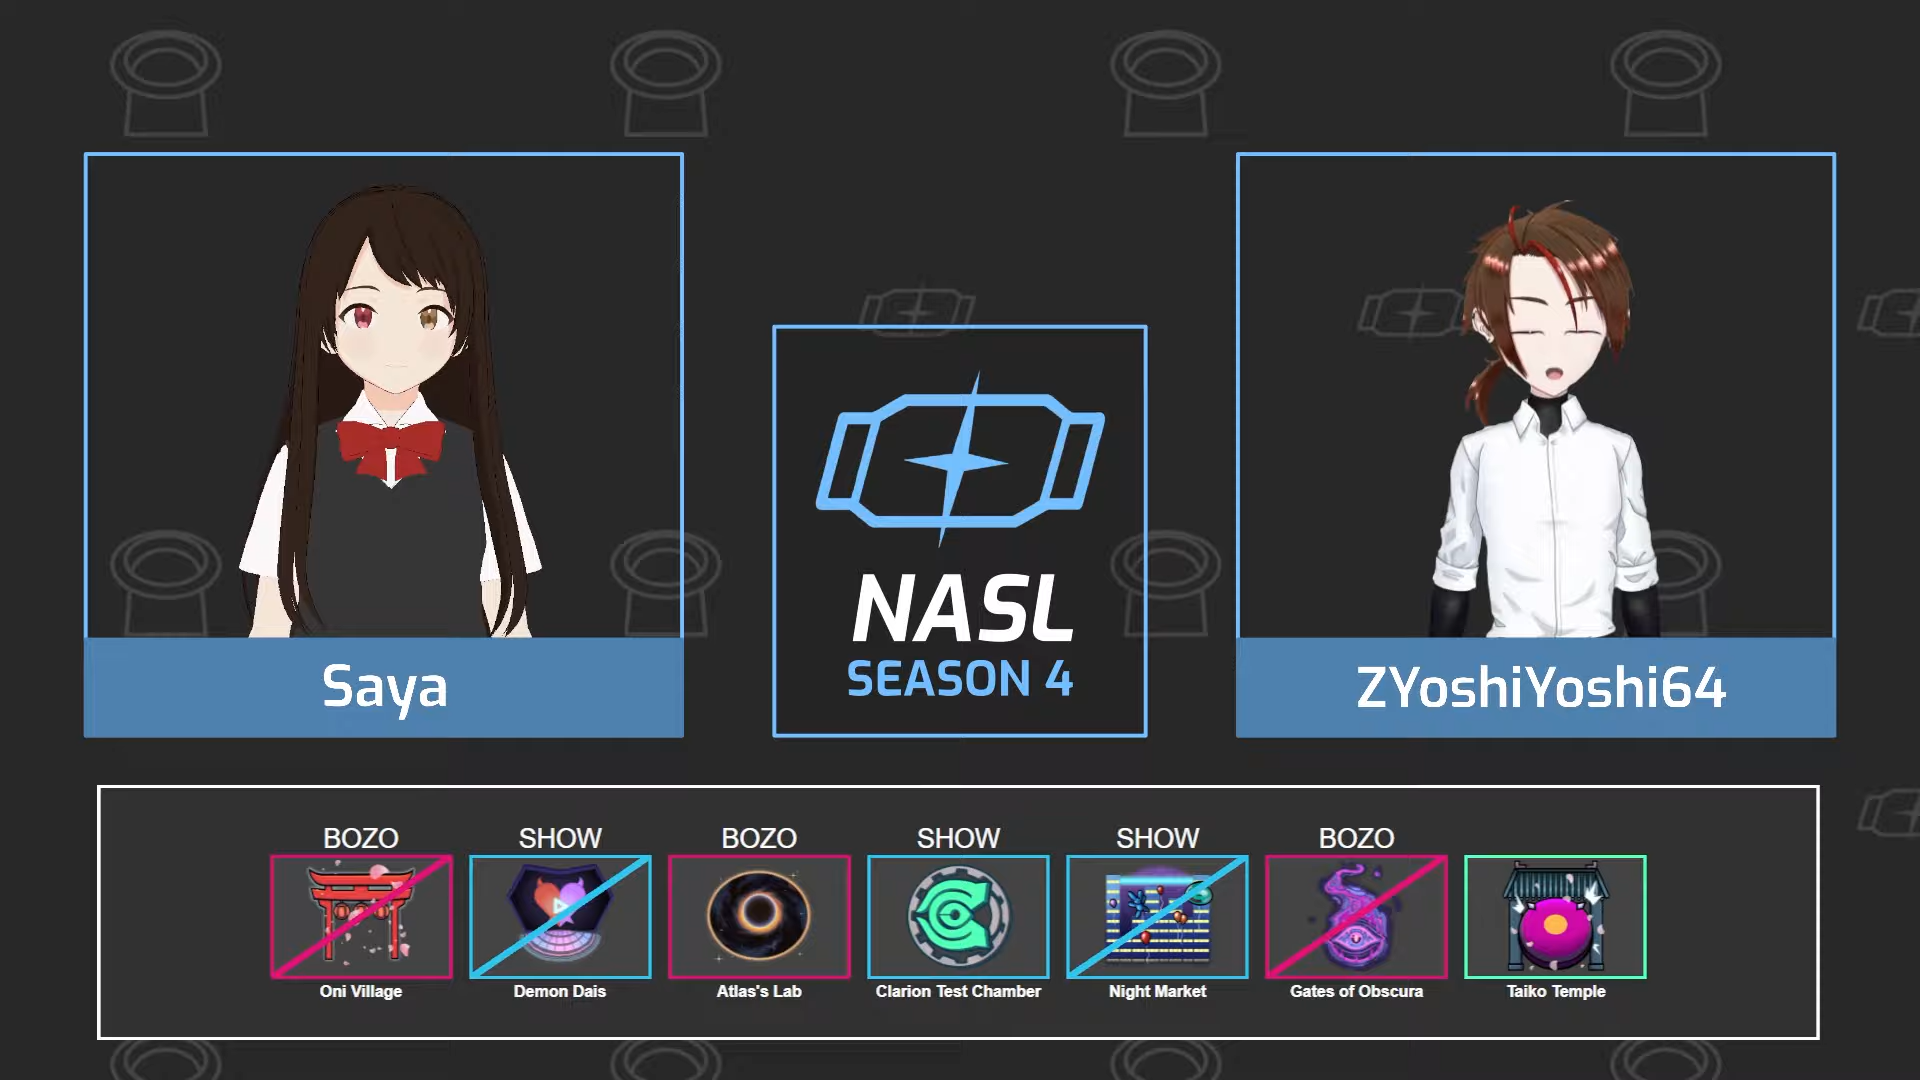 NASL
SEASON 4
Saya
ZYoshiYoshi64
BOZO
SHOW
BOZO
SHOW
SHOW
BOZO
Oni Village
Demon Dais
Atlas's Lab
Clarion Test Chamber
Night Market
Gates of Obscura
Taiko Temple